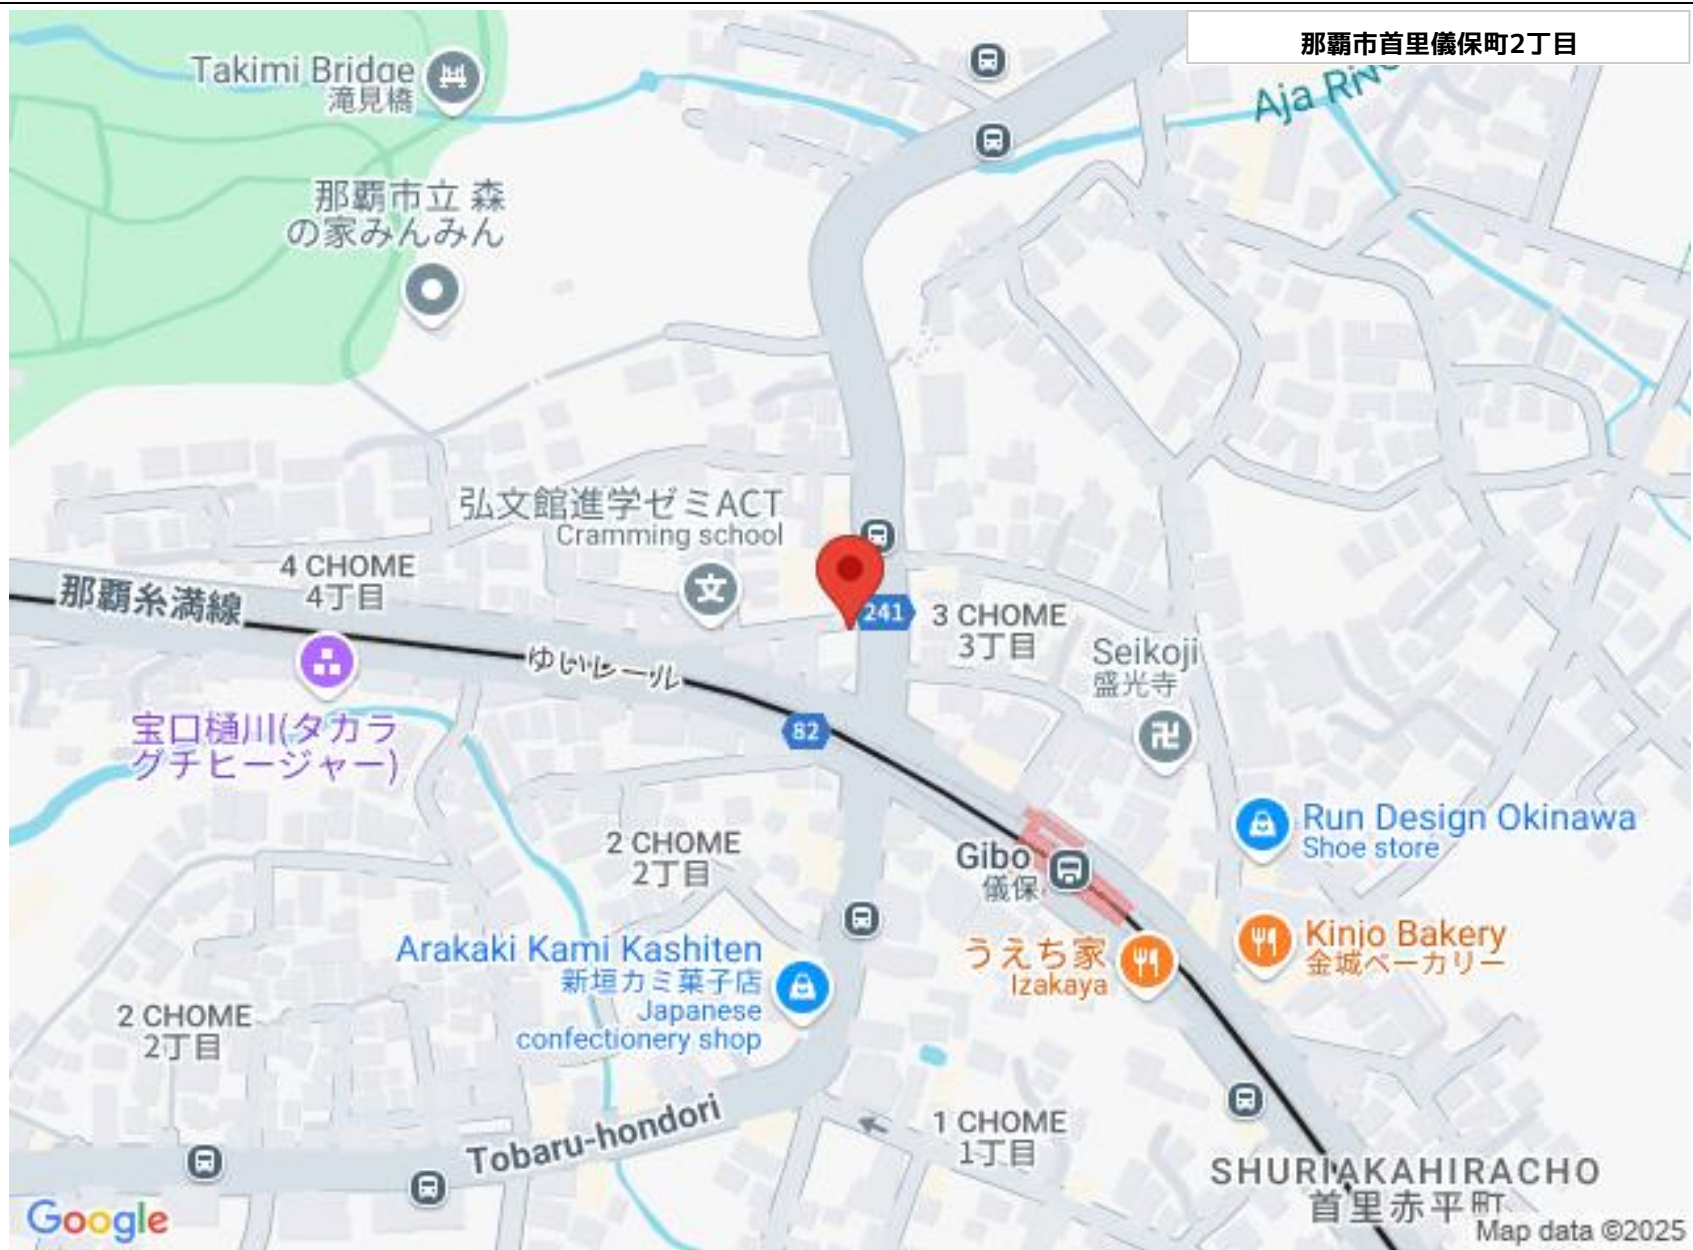 那覇市首里儀保町2丁目
Takimi Bridge
滝見橋
Aja River
那覇市立 森
の家みんみん
弘文館進学ゼミACT
Cramming school
4 CHOME
4丁目
那覇糸満線
ゆいレール
241
3 CHOME
3丁目
Seikoji
盛光寺
宝口樋川(タカラ
グチヒージャー)
82
Run Design Okinawa
Shoe store
2 CHOME
2丁目
Gibo
儀保
Arakaki Kami Kashiten
新垣カミ菓子店
Japanese
confectionery shop
うえち家
Izakaya
Kinjo Bakery
金城ベーカリー
2 CHOME
2丁目
Tobaru-hondori
1 CHOME
1丁目
SHURIAKAHIRACHO
首里赤平町
Google
Map data ©2025